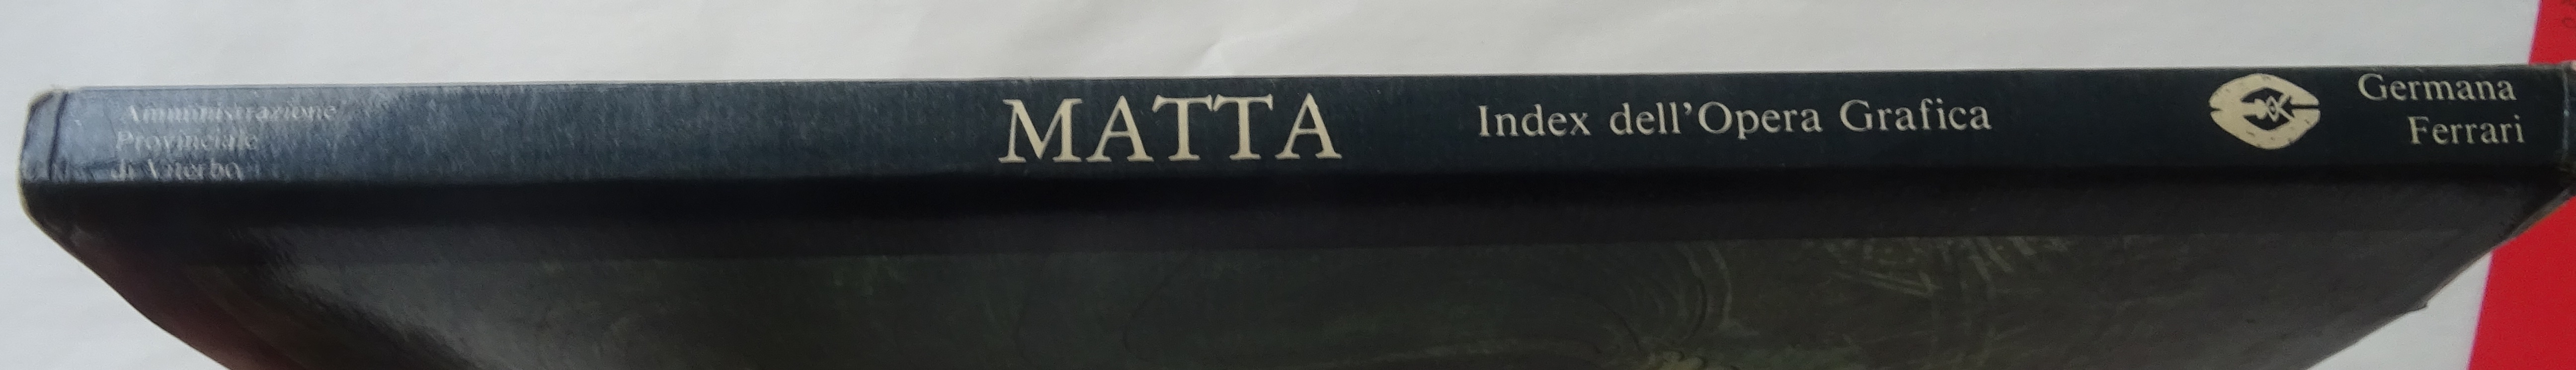 Amministrazione
Provinciale
di Viterbo
MATTA
Index dell'Opera Grafica
Germana
Ferrari